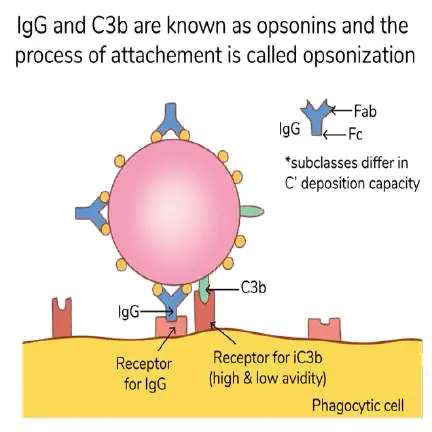 IgG and C3b are known as opsonins and the
process of attachement is called opsonization
Fab
IgG
Fc
*subclasses differ in
C' deposition capacity
C3b
IgG
Receptor
for IgG
Receptor for iC3b
(high & low avidity)
Phagocytic cell